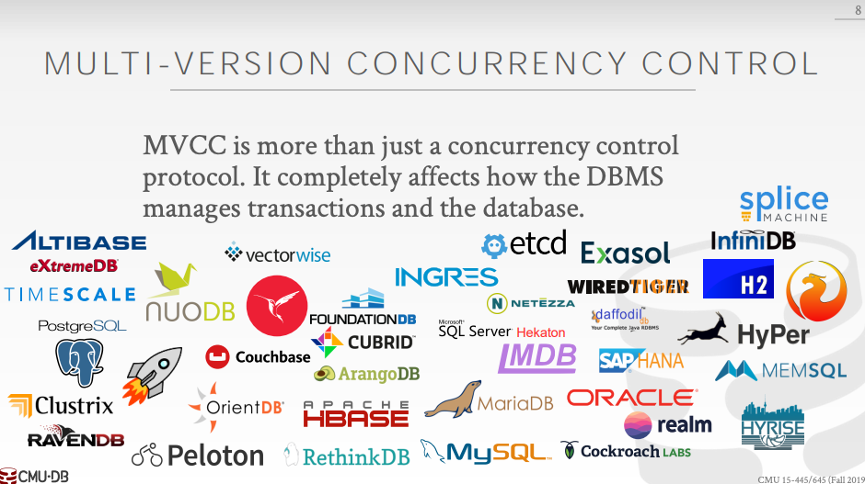 8
MULTI-VERSION CONCURRENCY CONTROL
MVCC is more than just a concurrency control
protocol. It completely affects how the DBMS
manages transactions and the database.
splice
MACHINE
ALTIBASE
vectorwise
etcd
Exasol
InfiniDB
eXtremeDB
TIMESCALE
NUODB
INGRES
WIREDTIGER
H2
FOUNDATIONDB
NETEZZA
daffodil db
Your Complete Java RDBMS
PostgreSQL
Microsoft
SQL Server Hekaton
HyPer
CUBRID
Couchbase
LMDB
SAP HANA
MEMSQL
ArangoDB
Clustrix
OrientDB
APACHE
HBASE
MariaDB
ORACLE
realm
HYRISE
RAVENDB
Peloton
RethinkDB
MySQL
Cockroach LABS
CMU·DB
CMU 15-445/645 (Fall 2019